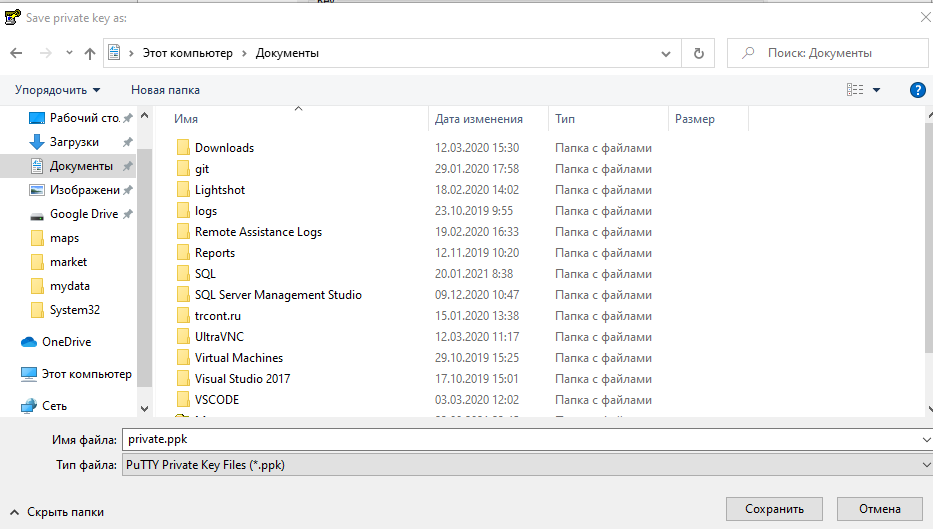 Save private key as:
Этот компьютер › Документы
Поиск: Документы
Упорядочить
Новая папка
Рабочий сто.
Загрузки
Документы
Изображени
Google Drive
maps
market
mydata
System32
OneDrive
Этот компьютер
Сеть
Имя Дата изменения Тип Размер
Downloads 12.03.2020 15:30 Папка с файлами
git 29.01.2020 17:58 Папка с файлами
Lightshot 18.02.2020 14:02 Папка с файлами
logs 23.10.2019 9:55 Папка с файлами
Remote Assistance Logs 19.02.2020 16:33 Папка с файлами
Reports 12.11.2019 10:20 Папка с файлами
SQL 20.01.2021 8:38 Папка с файлами
SQL Server Management Studio 09.12.2020 10:47 Папка с файлами
trcont.ru 15.01.2020 13:38 Папка с файлами
UltraVNC 12.03.2020 11:17 Папка с файлами
Virtual Machines 29.10.2019 15:25 Папка с файлами
Visual Studio 2017 17.10.2019 15:01 Папка с файлами
VSCODE 03.03.2020 12:02 Папка с файлами
Имя файла: private.ppk
Тип файла: PuTTY Private Key Files (*.ppk)
Скрыть папки
Сохранить
Отмена